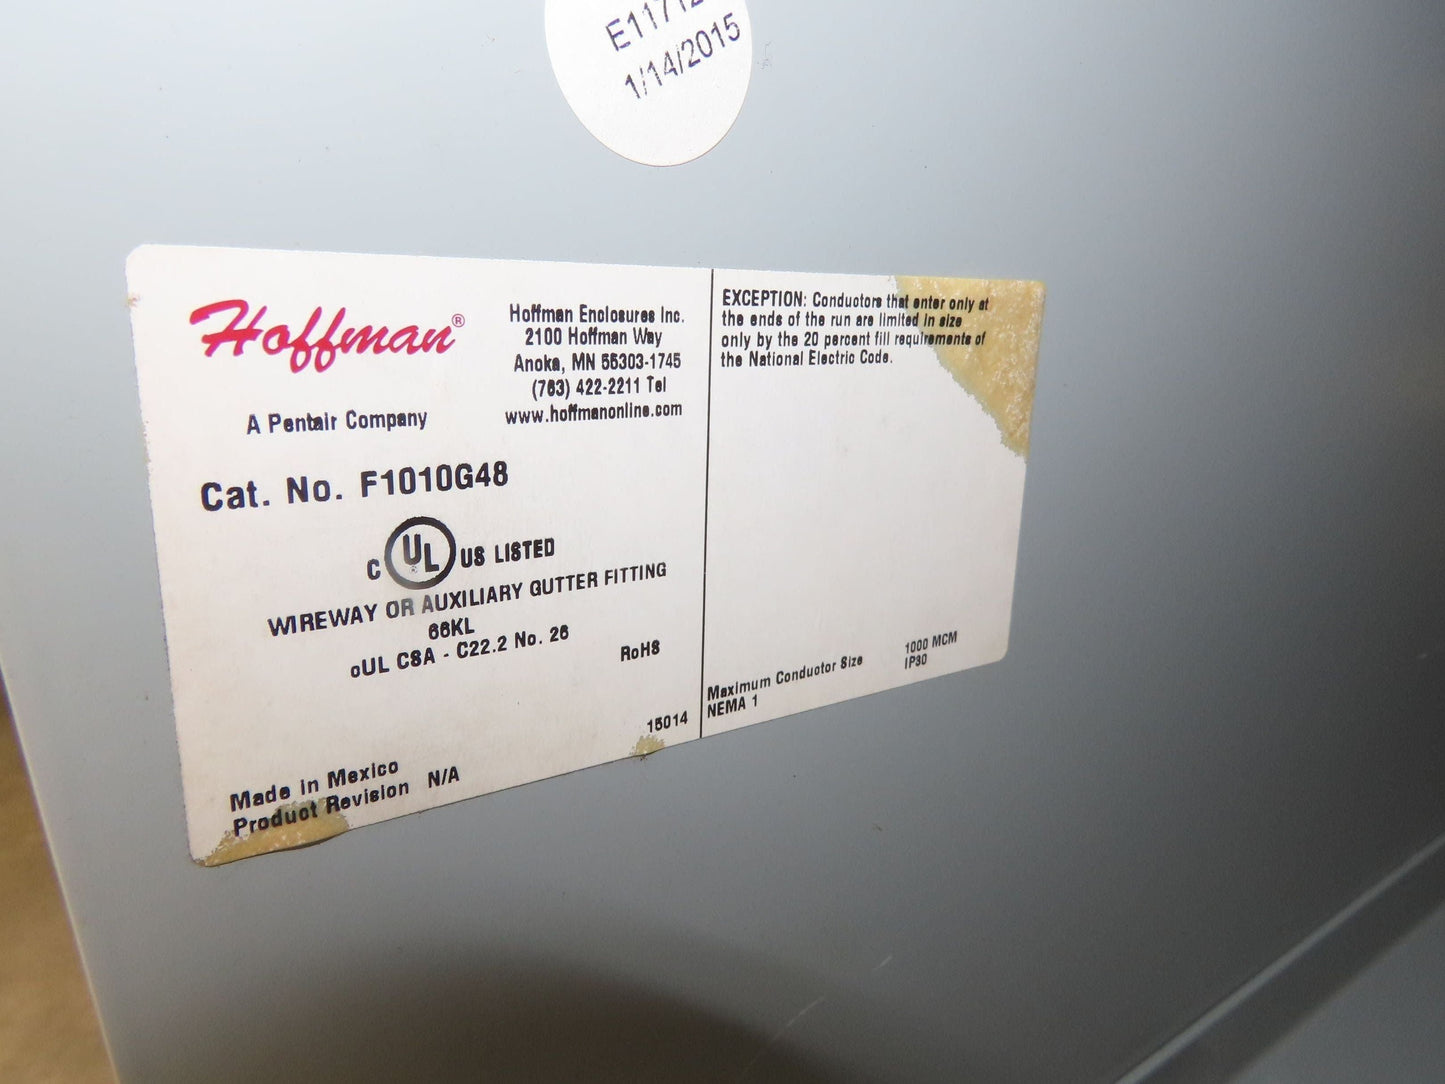 1/14/2015
Hoffman®
A Pentair Company
Hoffman Enclosures Inc.
2100 Hoffman Way
Anoka, MN 55303-1745
(763) 422-2211 Tel
www.hoffmanonline.com
Cat. No. F1010G48
C UL® US LISTED
WIREWAY OR AUXILIARY GUTTER FITTING
66KL
cUL CSA - C22.2 No. 26
RoHS
15014
Made in Mexico
Product Revision N/A
EXCEPTION: Conductors that enter only at
the ends of the run are limited in size
only by the 20 percent fill requirements of
the National Electric Code.
Maximum Conductor Size 1000 MCM
NEMA 1 IP30